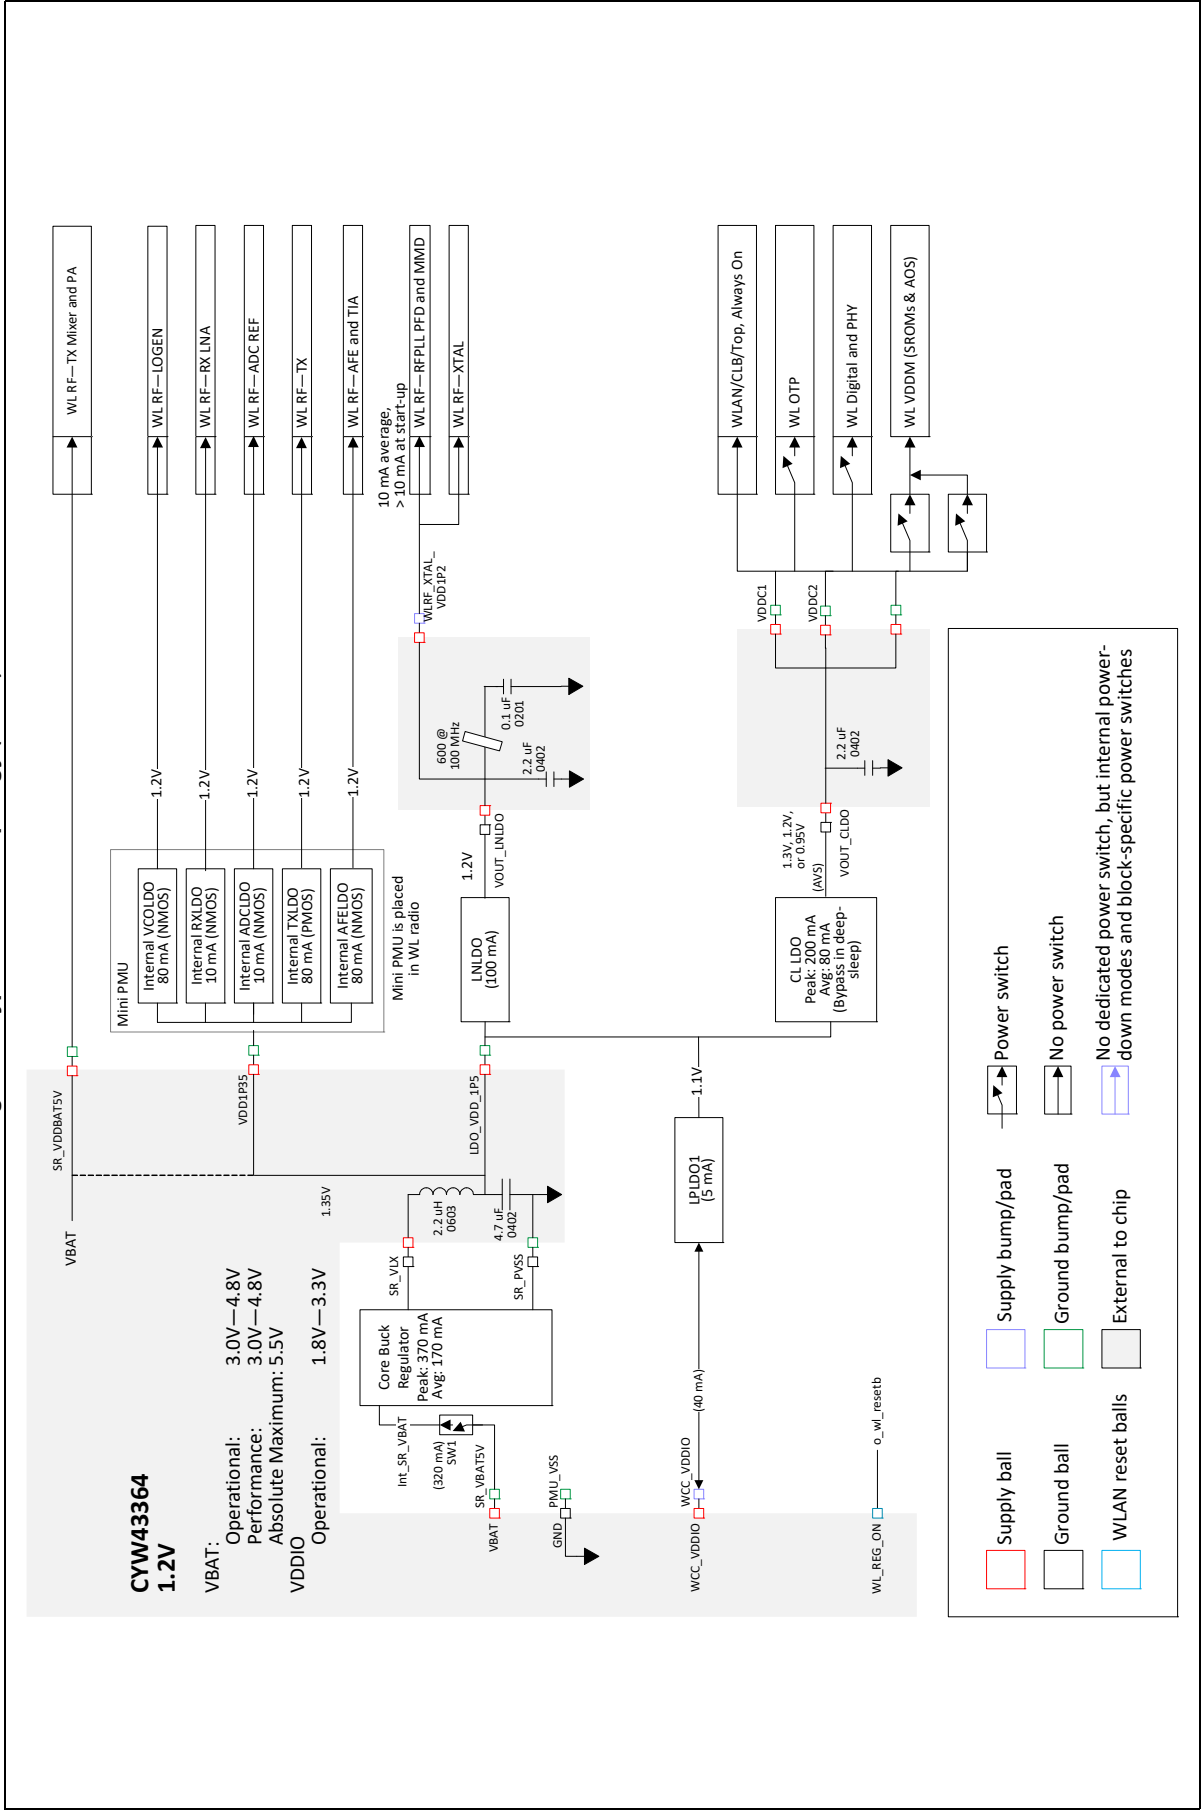 CYW43364
1.2V
VBAT:
Operational: 3.0V—4.8V
Performance: 3.0V—4.8V
Absolute Maximum: 5.5V
VDDIO
Operational: 1.8V—3.3V
VBAT
SR_VDDBAT5V
WL RF—TX Mixer and PA
1.35V
VDD1P35
LDO_VDD_1P5
Mini PMU
Internal VCOLDO
80 mA (NMOS)
Internal RXLDO
10 mA (NMOS)
Internal ADCLDO
10 mA (NMOS)
Internal TXLDO
80 mA (PMOS)
Internal AFELDO
80 mA (NMOS)
Mini PMU is placed
in WL radio
1.2V
1.2V
1.2V
1.2V
1.2V
WL RF—LOGEN
WL RF—RX LNA
WL RF—ADC REF
WL RF—TX
WL RF—AFE and TIA
10 mA average,
> 10 mA at start-up
WL RF—RFPLL PFD and MMD
WL RF—XTAL
WLRF_XTAL_
VDD1P2
Core Buck
Regulator
Peak: 370 mA
Avg: 170 mA
SR_VLX
SR_PVSS
2.2 uH
0603
4.7 uF
0402
Int_SR_VBAT
(320 mA)
SW1
SR_VBAT5V
VBAT
PMU_VSS
GND
LNLDO
(100 mA)
1.2V
VOUT_LNLDO
600 @
100 MHz
2.2 uF
0402
0.1 uF
0201
WCC_VDDIO
WCC_VDDIO
(40 mA)
LPLDO1
(5 mA)
1.1V
CL LDO
Peak: 200 mA
Avg: 80 mA
(Bypass in deep-
sleep)
1.3V, 1.2V,
or 0.95V
(AVS)
VOUT_CLDO
2.2 uF
0402
VDDC1
VDDC2
WLAN/CLB/Top, Always On
WL OTP
WL Digital and PHY
WL VDDM (SROMs & AOS)
WL_REG_ON
o_wl_resetb
Supply ball
Ground ball
WLAN reset balls
Supply bump/pad
Ground bump/pad
External to chip
Power switch
No power switch
No dedicated power switch, but internal power-
down modes and block-specific power switches